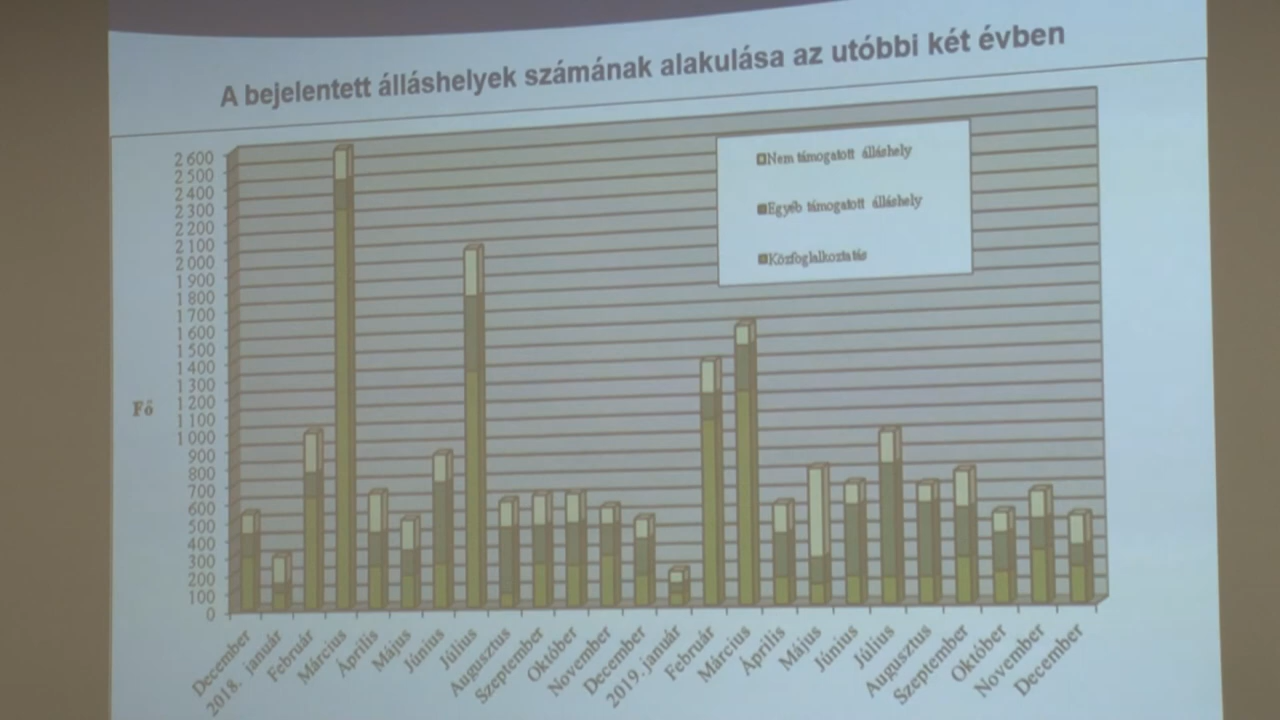 A bejelentett álláshelyek számának alakulása az utóbbi két évben
Nem támogatott álláshely
Egyéb támogatott álláshely
Közfoglalkoztatás
Fő
2 600
2 500
2 400
2 300
2 200
2 100
2 000
1 900
1 800
1 700
1 600
1 500
1 400
1 300
1 200
1 100
1 000
900
800
700
600
500
400
300
200
100
0
December
2018. január
Február
Március
Április
Május
Június
Július
Augusztus
Szeptember
Október
November
December
2019. január
Február
Március
Április
Május
Június
Július
Augusztus
Szeptember
Október
November
December